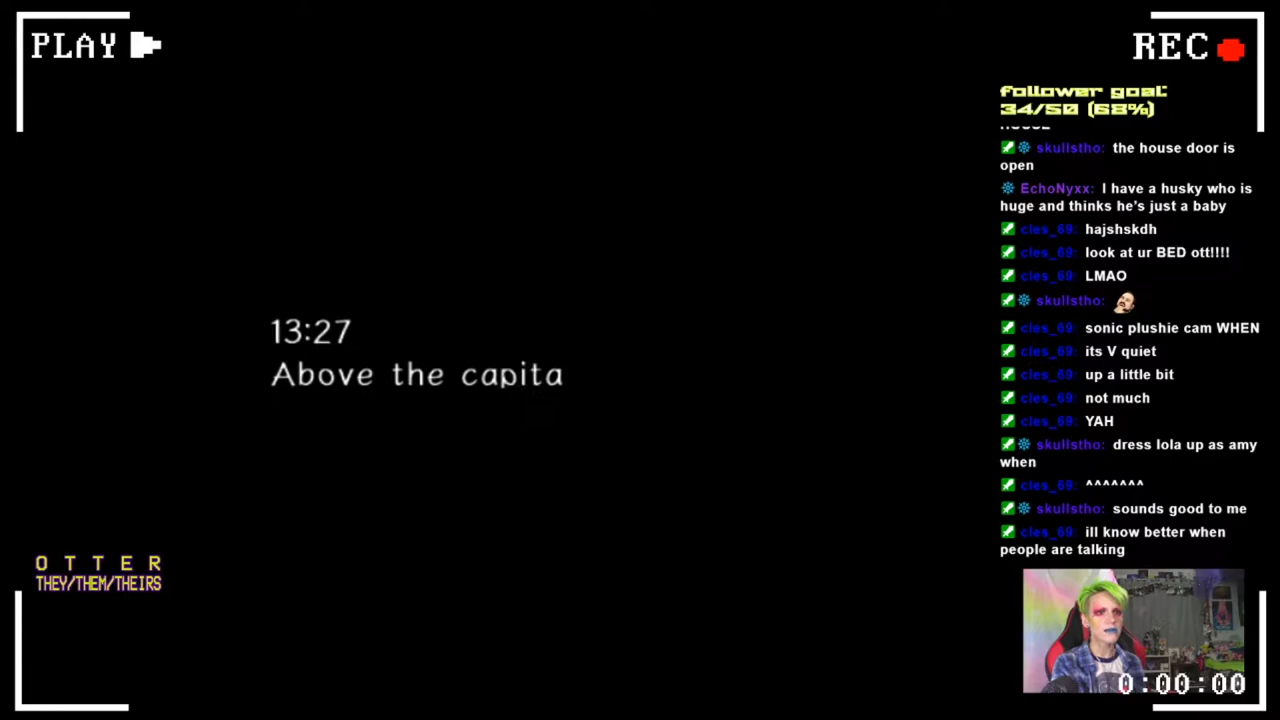 PLAY
REC
follower goal:
34/50 (68%)
skullstho: the house door is
open
EchoNyxx: I have a husky who is
huge and thinks he's just a baby
cles_69: hajshskdh
cles_69: look at ur BED ott!!!!
cles_69: LMAO
skullstho:
cles_69: sonic plushie cam WHEN
cles_69: its V quiet
cles_69: up a little bit
cles_69: not much
cles_69: YAH
skullstho: dress lola up as amy
when
cles_69: ^^^^^^^
skullstho: sounds good to me
cles_69: ill know better when
people are talking
13:27
Above the capita
OTTER
THEY/THEM/THEIRS
0:00:00